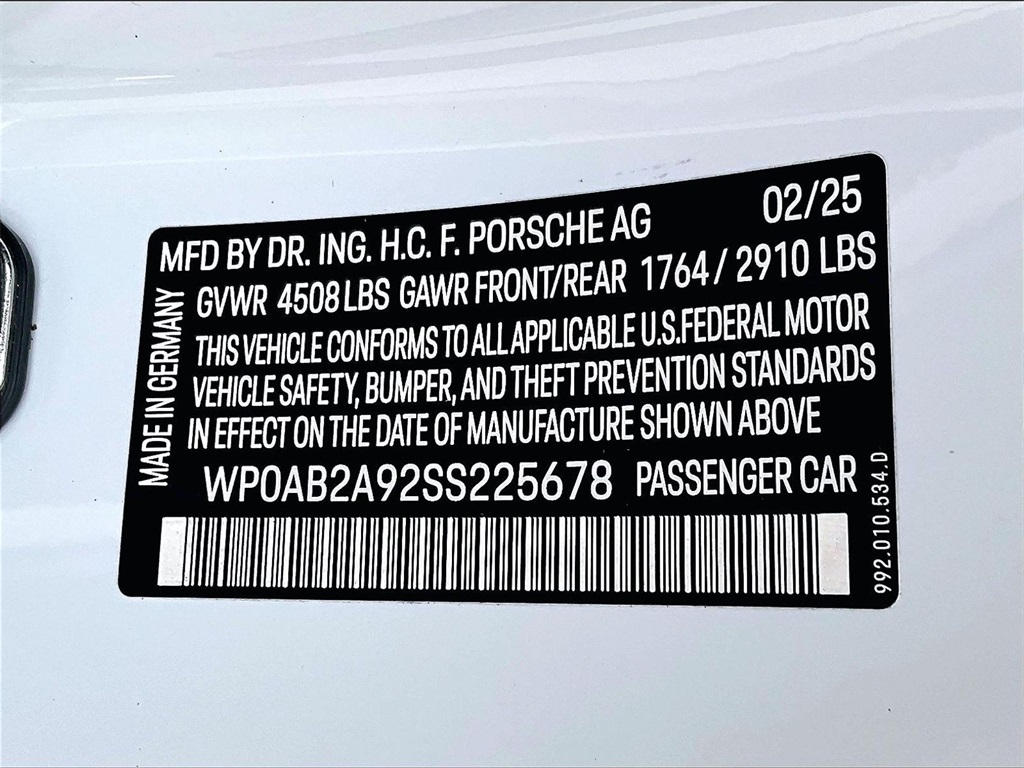 02/25
MFD BY DR. ING. H.C. F. PORSCHE AG
GVWR 4508 LBS GAWR FRONT/REAR 1764 / 2910 LBS
THIS VEHICLE CONFORMS TO ALL APPLICABLE U.S.FEDERAL MOTOR
VEHICLE SAFETY, BUMPER, AND THEFT PREVENTION STANDARDS
IN EFFECT ON THE DATE OF MANUFACTURE SHOWN ABOVE
WP0AB2A92SS225678 PASSENGER CAR
MADE IN GERMANY
992.010.534.D